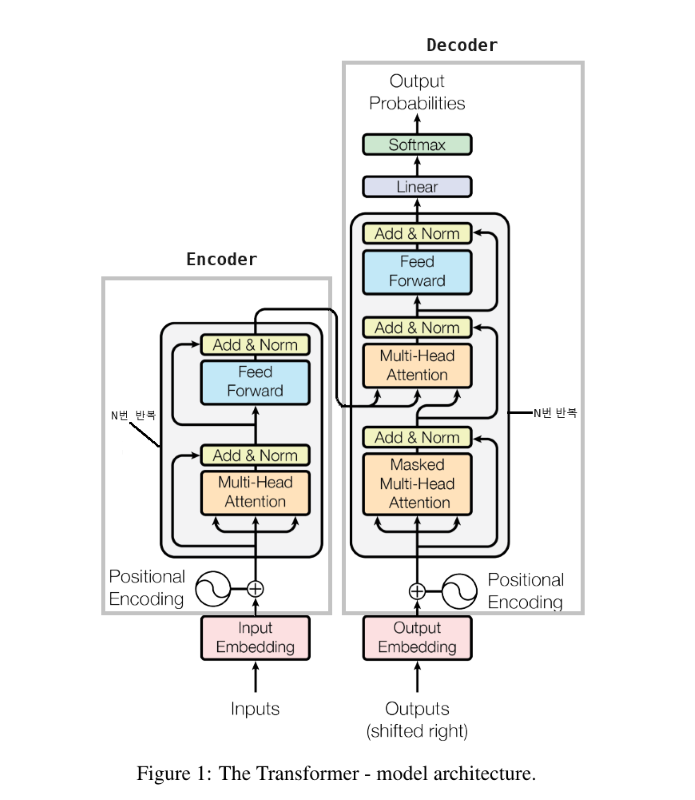 Decoder
Output
Probabilities
Softmax
Linear
Add & Norm
Feed
Forward
Add & Norm
Multi-Head
Attention
Add & Norm
Masked
Multi-Head
Attention
N번 반복
Positional
Encoding
Output
Embedding
Outputs
(shifted right)
Encoder
Add & Norm
Feed
Forward
Add & Norm
Multi-Head
Attention
N번 반복
Positional
Encoding
Input
Embedding
Inputs
Figure 1: The Transformer - model architecture.